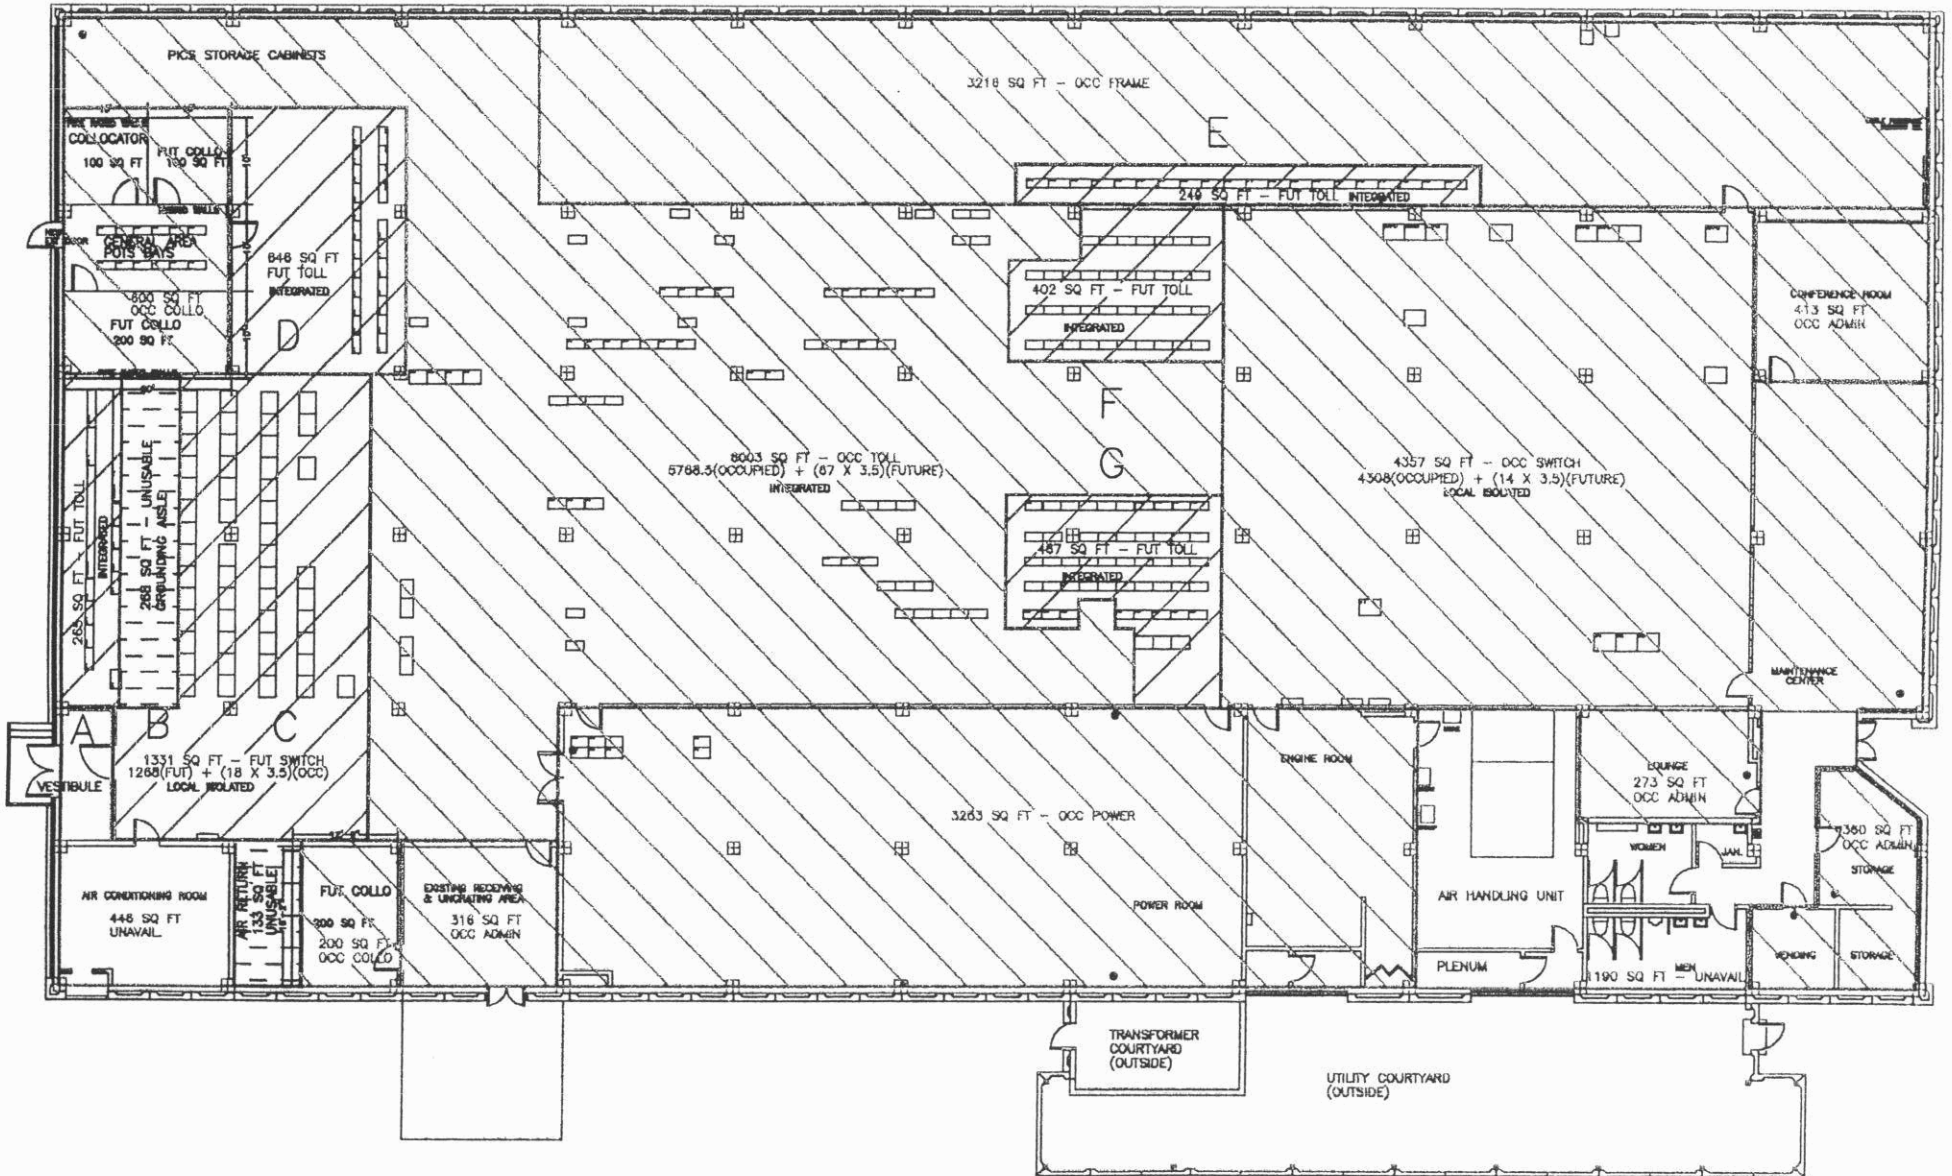 PICS STORAGE CABINETS
3216 SQ FT - OCC FRAME
E
COLLOCATOR
100 SQ FT
FUT COLLO
100 SQ FT
249 SQ FT - FUT TOLL INTEGRATED
GENERAL AREA
POTS BAYS
600 SQ FT
OCC COLLO
FUT COLLO
200 SQ FT
646 SQ FT
FUT TOLL
INTEGRATED
D
402 SQ FT - FUT TOLL
INTEGRATED
CONFERENCE ROOM
413 SQ FT
OCC ADMIN
F
G
6003 SQ FT - OCC TOLL
5768.5(OCCUPIED) + (67 X 3.5)(FUTURE)
INTEGRATED
4357 SQ FT - OCC SWITCH
4308(OCCUPIED) + (14 X 3.5)(FUTURE)
LOCAL ISOLATED
265 SQ FT - FUT TOLL
INTEGRATED
268 SQ FT - UNUSABLE
GROUNDING AISLE
467 SQ FT - FUT TOLL
INTEGRATED
MAINTENANCE
CENTER
A
B
C
1331 SQ FT - FUT SWITCH
1268(FUT) + (18 X 3.5)(OCC)
LOCAL ISOLATED
VESTIBULE
ENGINE ROOM
LOUNGE
273 SQ FT
OCC ADMIN
3263 SQ FT - OCC POWER
360 SQ FT
OCC ADMIN
STORAGE
WOMEN
JAN.
AIR CONDITIONING ROOM
446 SQ FT
UNAVAIL.
AIR RETURN
133 SQ FT
UNUSABLE
FUT COLLO
200 SQ FT
200 SQ FT
OCC COLLO
EXISTING RECEIVING
& UNCRATING AREA
316 SQ FT
OCC ADMIN
POWER ROOM
AIR HANDLING UNIT
PLENUM
MEN
1190 SQ FT - UNAVAIL
VENDING
STORAGE
TRANSFORMER
COURTYARD
(OUTSIDE)
UTILITY COURTYARD
(OUTSIDE)